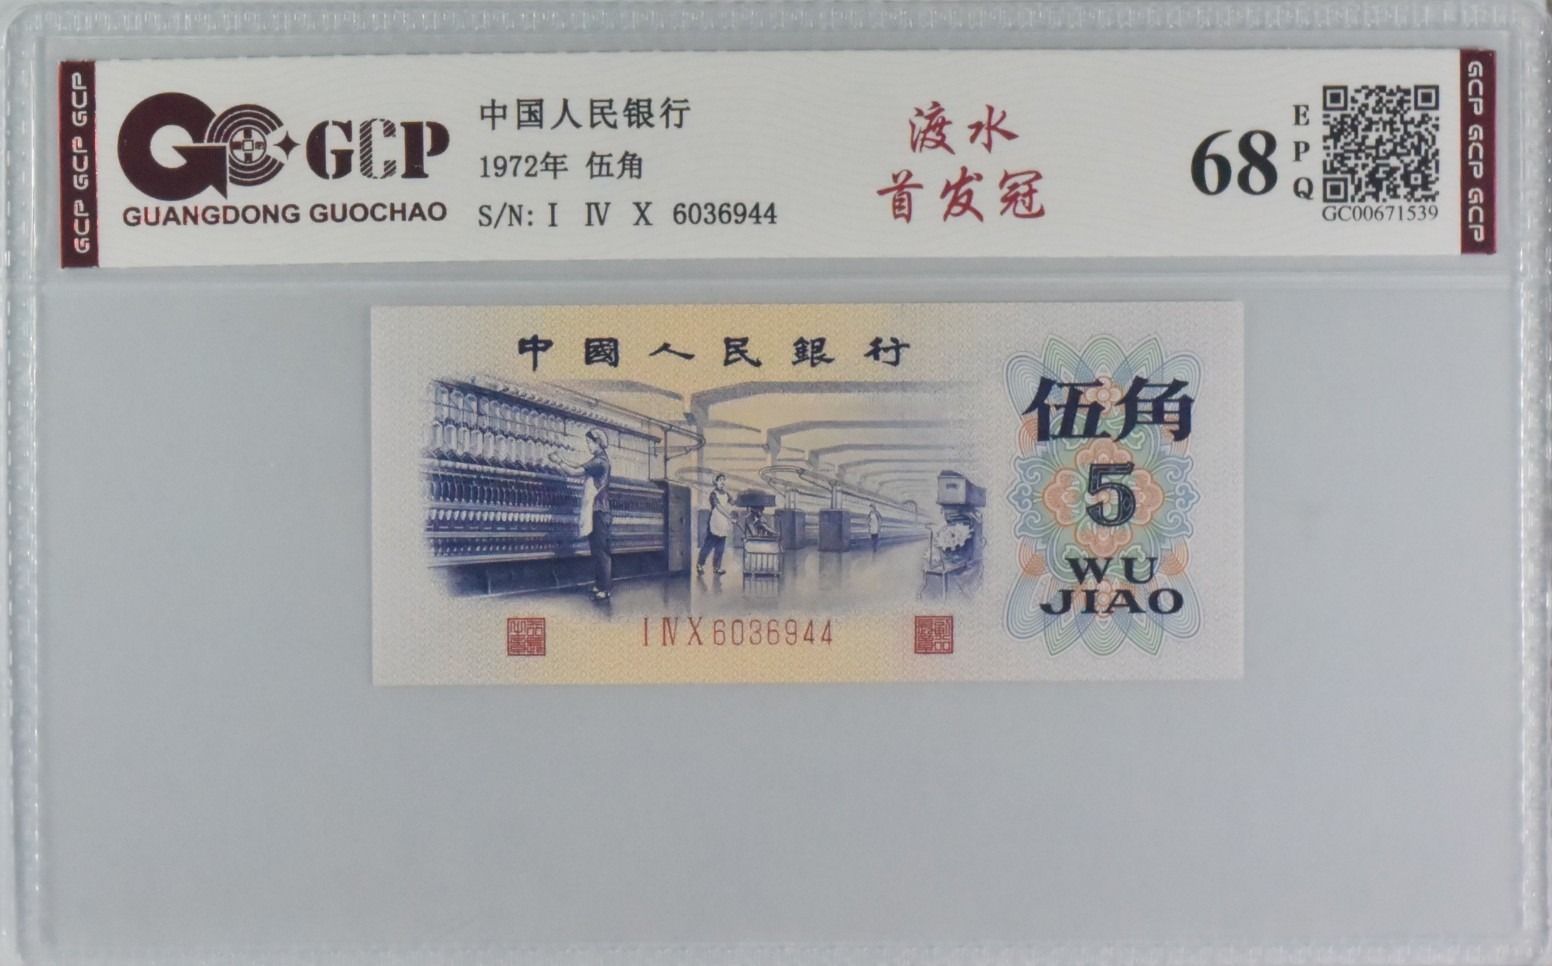 GCP GCP GCP
GCP
GUANGDONG GUOCHAO
中国人民银行
1972年 伍角
S/N: I IV X 6036944
渡水
首发冠
68
EPQ
GC00671539
GCP GCP GCP
中國人民銀行
伍角
5
WU
JIAO
I IV X 6036944